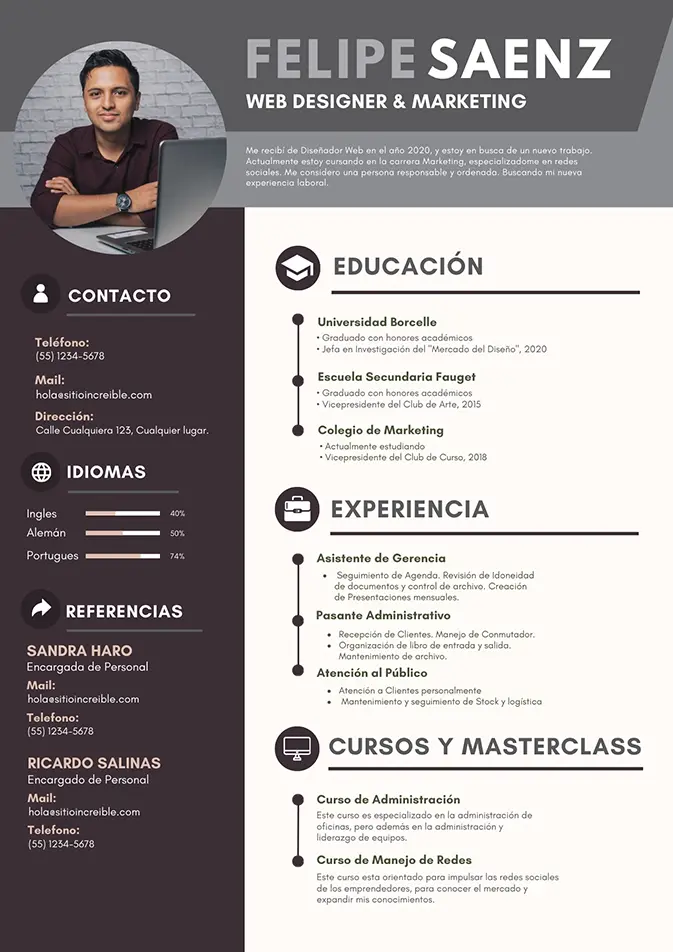 FELIPE SAENZ
WEB DESIGNER & MARKETING
Me recibí de Diseñador Web en el año 2020, y estoy en busca de un nuevo trabajo.
Actualmente estoy cursando en la carrera Marketing, especializadome en redes
sociales. Me considero una persona responsable y ordenada. Buscando mi nueva
experiencia laboral.
CONTACTO
Teléfono:
(55) 1234-5678
Mail:
hola@sitioincreible.com
Dirección:
Calle Cualquiera 123, Cualquier lugar.
IDIOMAS
Ingles 40%
Alemán 50%
Portugues 74%
REFERENCIAS
SANDRA HARO
Encargada de Personal
Mail:
hola@sitioincreible.com
Telefono:
(55) 1234-5678
RICARDO SALINAS
Encargado de Personal
Mail:
hola@sitioincreible.com
Telefono:
(55) 1234-5678
EDUCACIÓN
Universidad Borcelle
• Graduado con honores académicos
• Jefa en Investigación del "Mercado del Diseño", 2020
Escuela Secundaria Fauget
• Graduado con honores académicos
• Vicepresidente del Club de Arte, 2015
Colegio de Marketing
• Actualmente estudiando
• Vicepresidente del Club de Curso, 2018
EXPERIENCIA
Asistente de Gerencia
• Seguimiento de Agenda. Revisión de Idoneidad
de documentos y control de archivo. Creación
de Presentaciones mensuales.
Pasante Administrativo
• Recepción de Clientes. Manejo de Conmutador.
• Organización de libro de entrada y salida.
Mantenimiento de archivo.
Atención al Público
• Atención a Clientes personalmente
• Mantenimiento y seguimiento de Stock y logística
CURSOS Y MASTERCLASS
Curso de Administración
Este curso es especializado en la administración de
oficinas, pero además en la administración y
liderazgo de equipos.
Curso de Manejo de Redes
Este curso esta orientado para impulsar las redes sociales
de los emprendedores, para conocer el mercado y
expandir mis conocimientos.